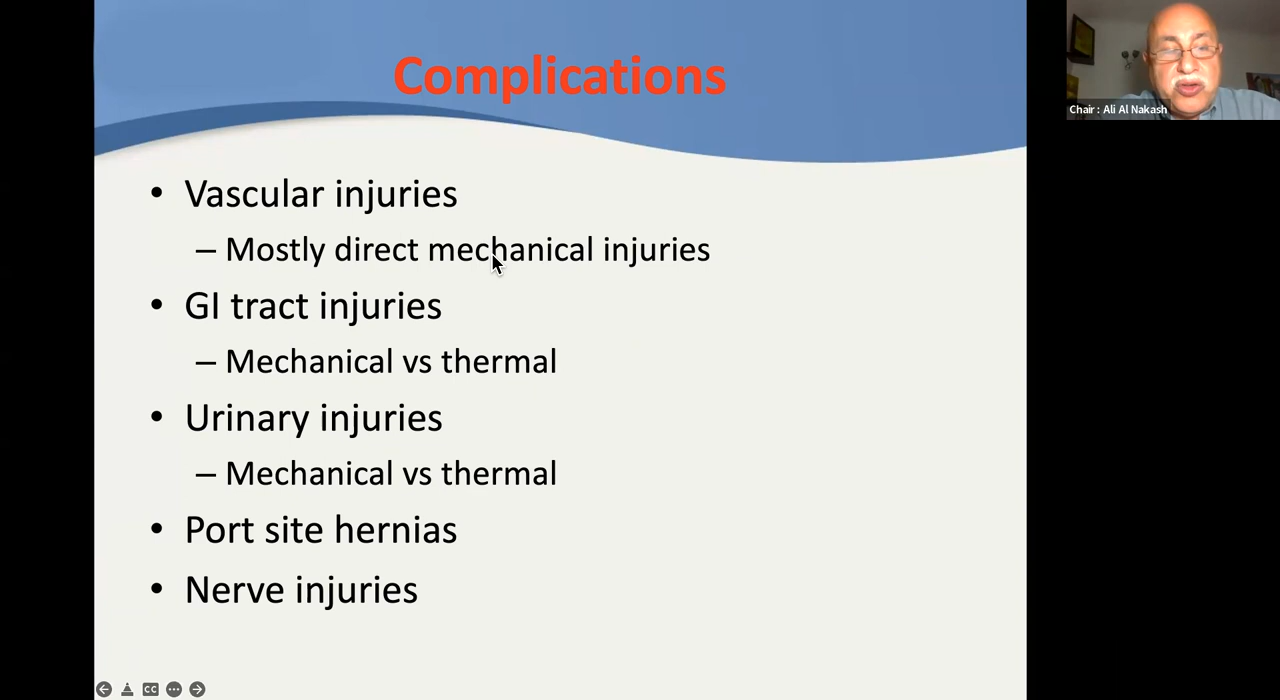 Complications
Chair : Ali Al Nakash
• Vascular injuries
– Mostly direct mechanical injuries
• GI tract injuries
– Mechanical vs thermal
• Urinary injuries
– Mechanical vs thermal
• Port site hernias
• Nerve injuries
CC